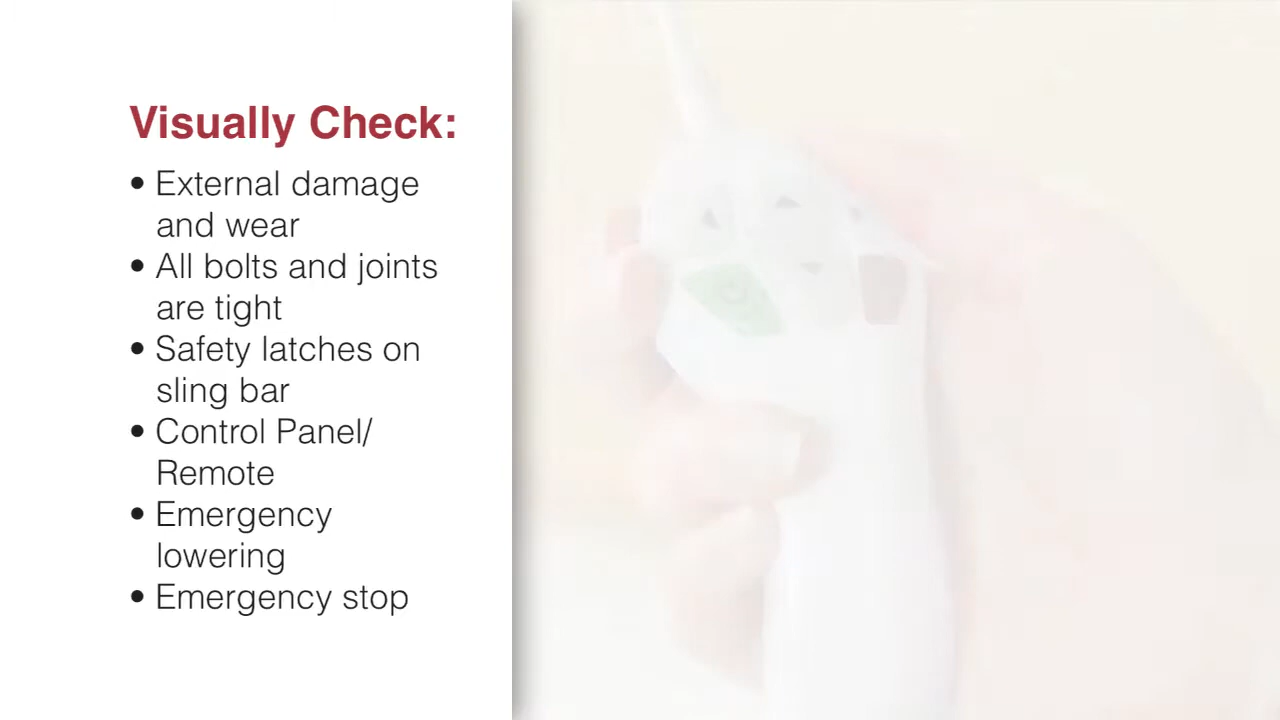 Visually Check:
• External damage
and wear
• All bolts and joints
are tight
• Safety latches on
sling bar
• Control Panel/
Remote
• Emergency
lowering
• Emergency stop